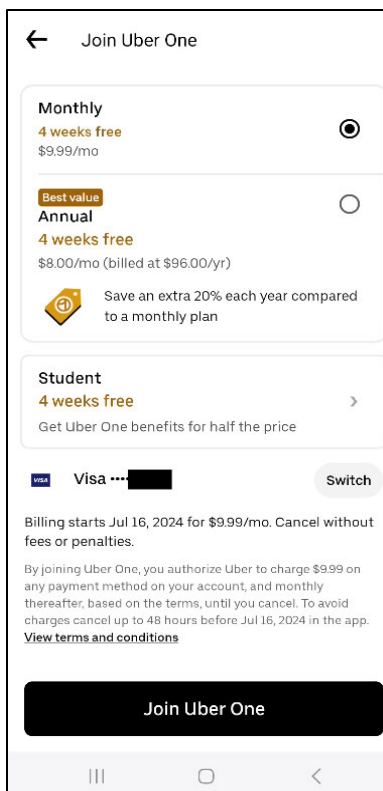 Join Uber One
Monthly
4 weeks free
$9.99/mo
Best value
Annual
4 weeks free
$8.00/mo (billed at $96.00/yr)
Save an extra 20% each year compared
to a monthly plan
Student
4 weeks free
Get Uber One benefits for half the price
VISA Visa ••••
Switch
Billing starts Jul 16, 2024 for $9.99/mo. Cancel without
fees or penalties.
By joining Uber One, you authorize Uber to charge $9.99 on
any payment method on your account, and monthly
thereafter, based on the terms, until you cancel. To avoid
charges cancel up to 48 hours before Jul 16, 2024 in the app.
View terms and conditions
Join Uber One